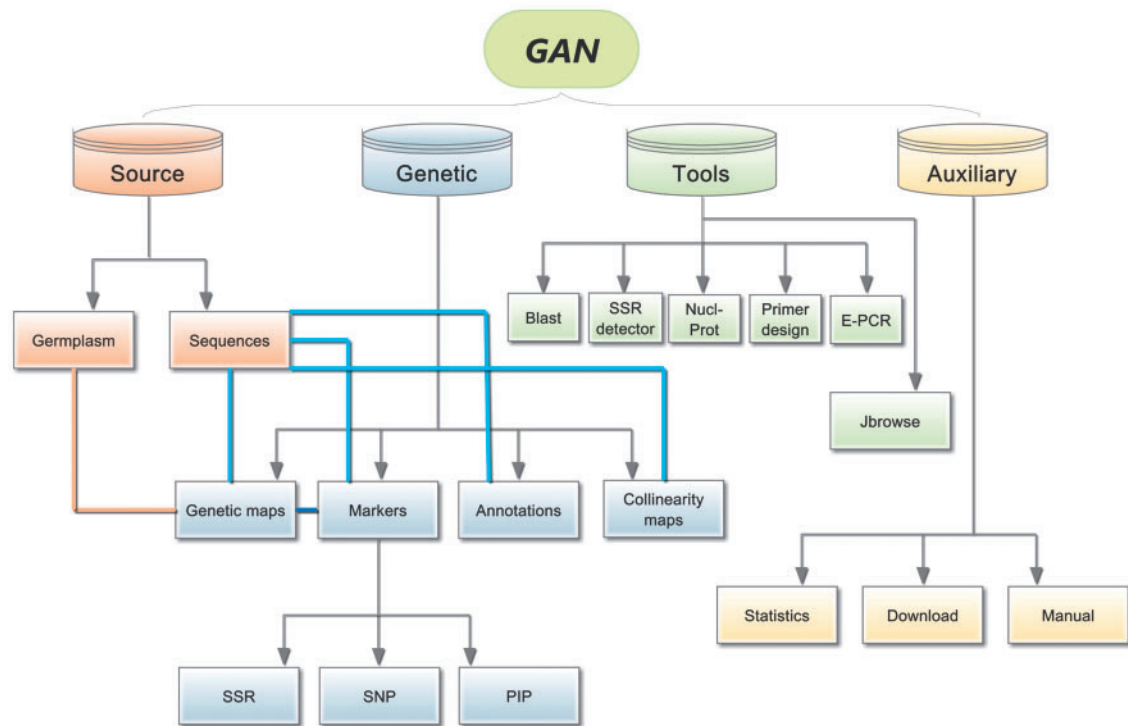 GAN
Source
Genetic
Tools
Auxiliary
Germplasm
Sequences
Blast
SSR
detector
Nucl-
Prot
Primer
design
E-PCR
Jbrowse
Genetic maps
Markers
Annotations
Collinearity
maps
Statistics
Download
Manual
SSR
SNP
PIP